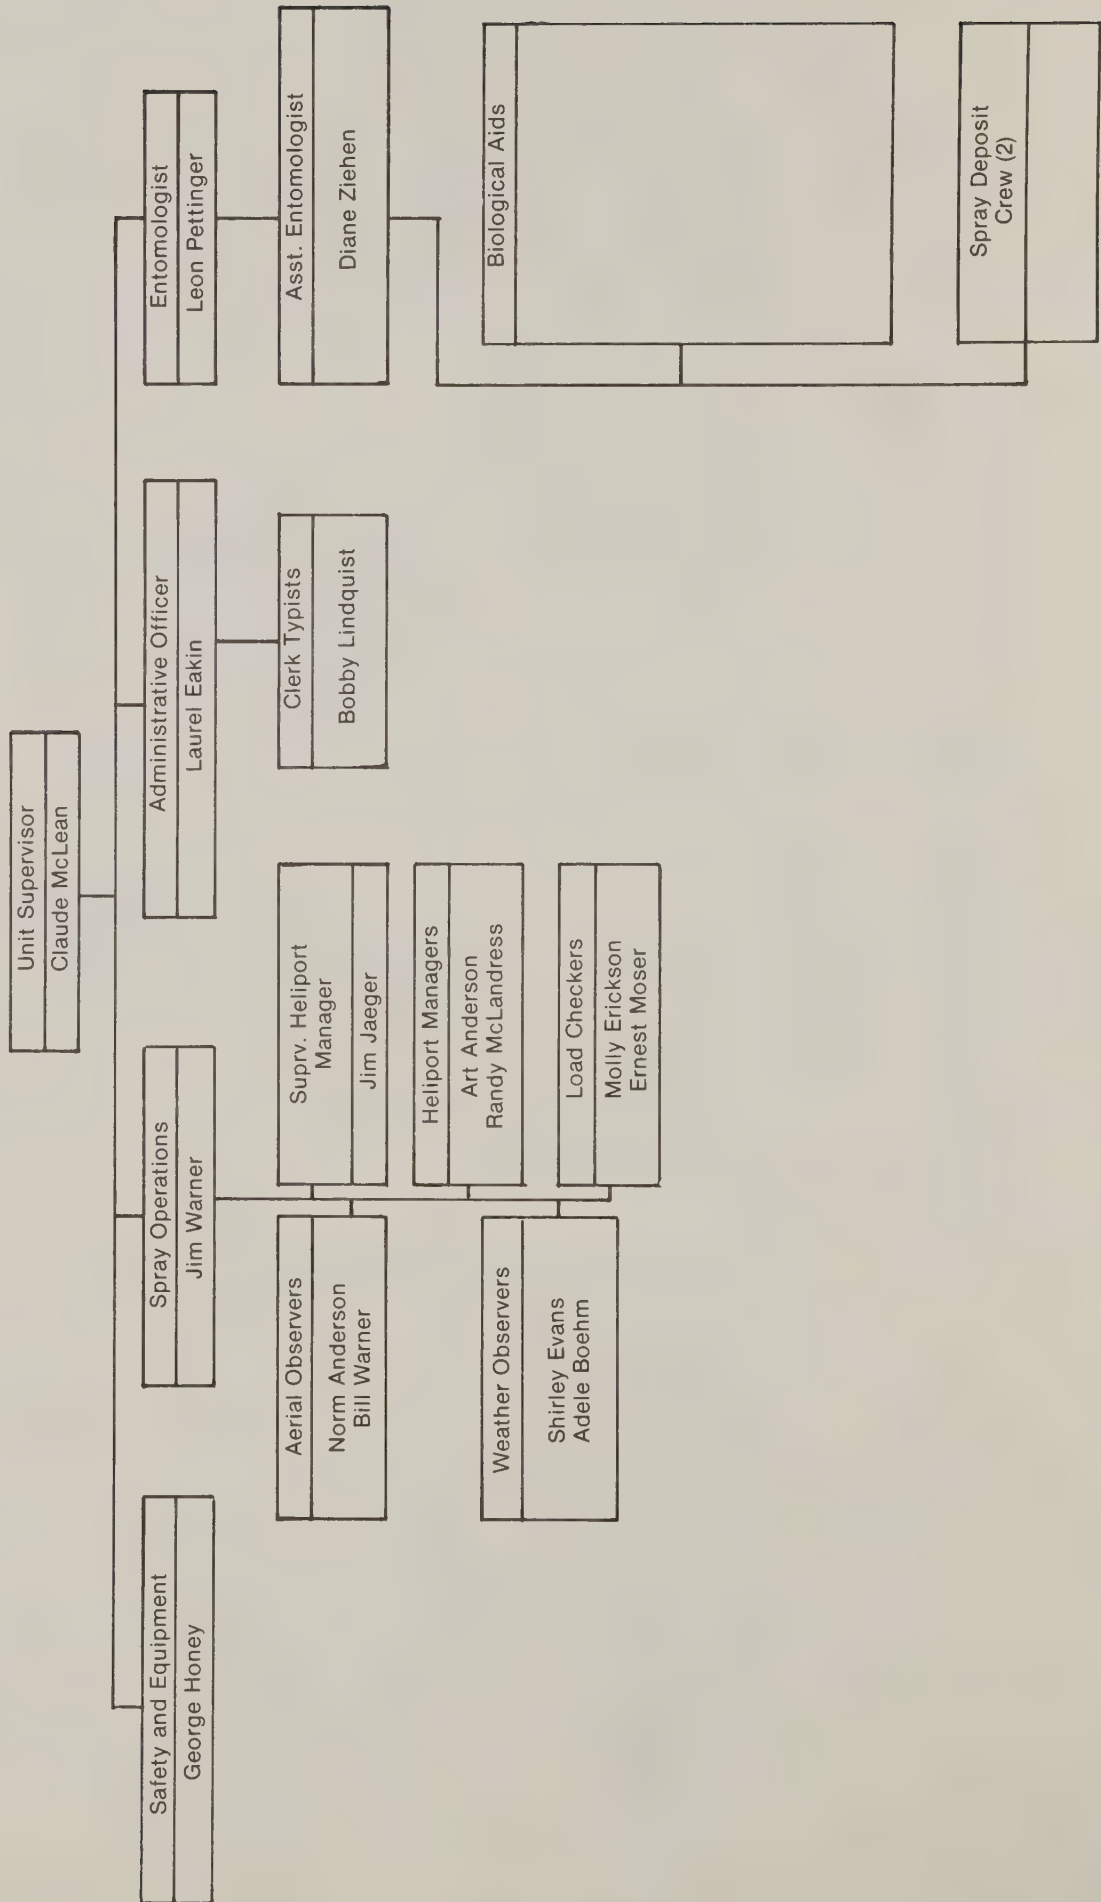 Unit Supervisor
Claude McLean
Safety and Equipment
George Honey
Spray Operations
Jim Warner
Administrative Officer
Laurel Eakin
Entomologist
Leon Pettinger
Aerial Observers
Norm Anderson
Bill Warner
Suprv. Heliport
Manager
Jim Jaeger
Clerk Typists
Bobby Lindquist
Asst. Entomologist
Diane Ziehen
Heliport Managers
Art Anderson
Randy McLandress
Weather Observers
Shirley Evans
Adele Boehm
Load Checkers
Molly Erickson
Ernest Moser
Biological Aids
Spray Deposit
Crew (2)